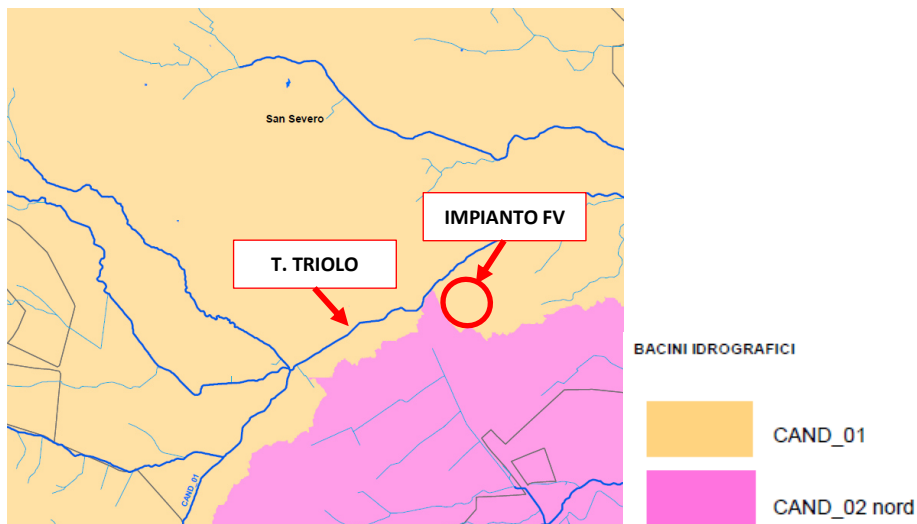 San Severo
IMPIANTO FV
T. TRIOLO
CAND_01
BACINI IDROGRAFICI
CAND_01
CAND_02 nord